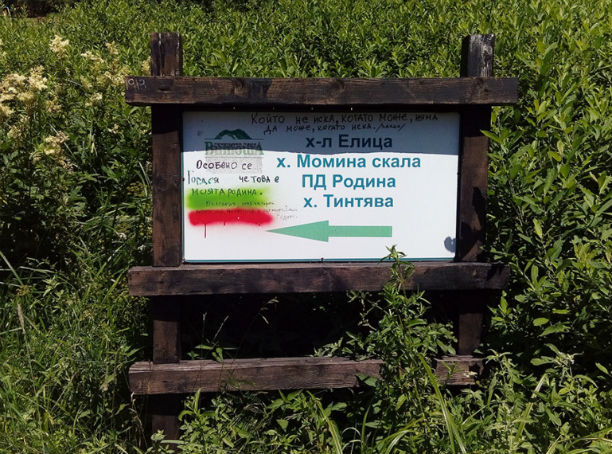 Който не иска, когато може, няма
да може, когато иска.
ВИТОША
х-л Елица
х. Момина скала
ПД Родина
х. Тинтява
Особено се
Гордея че това е
моята Родина.